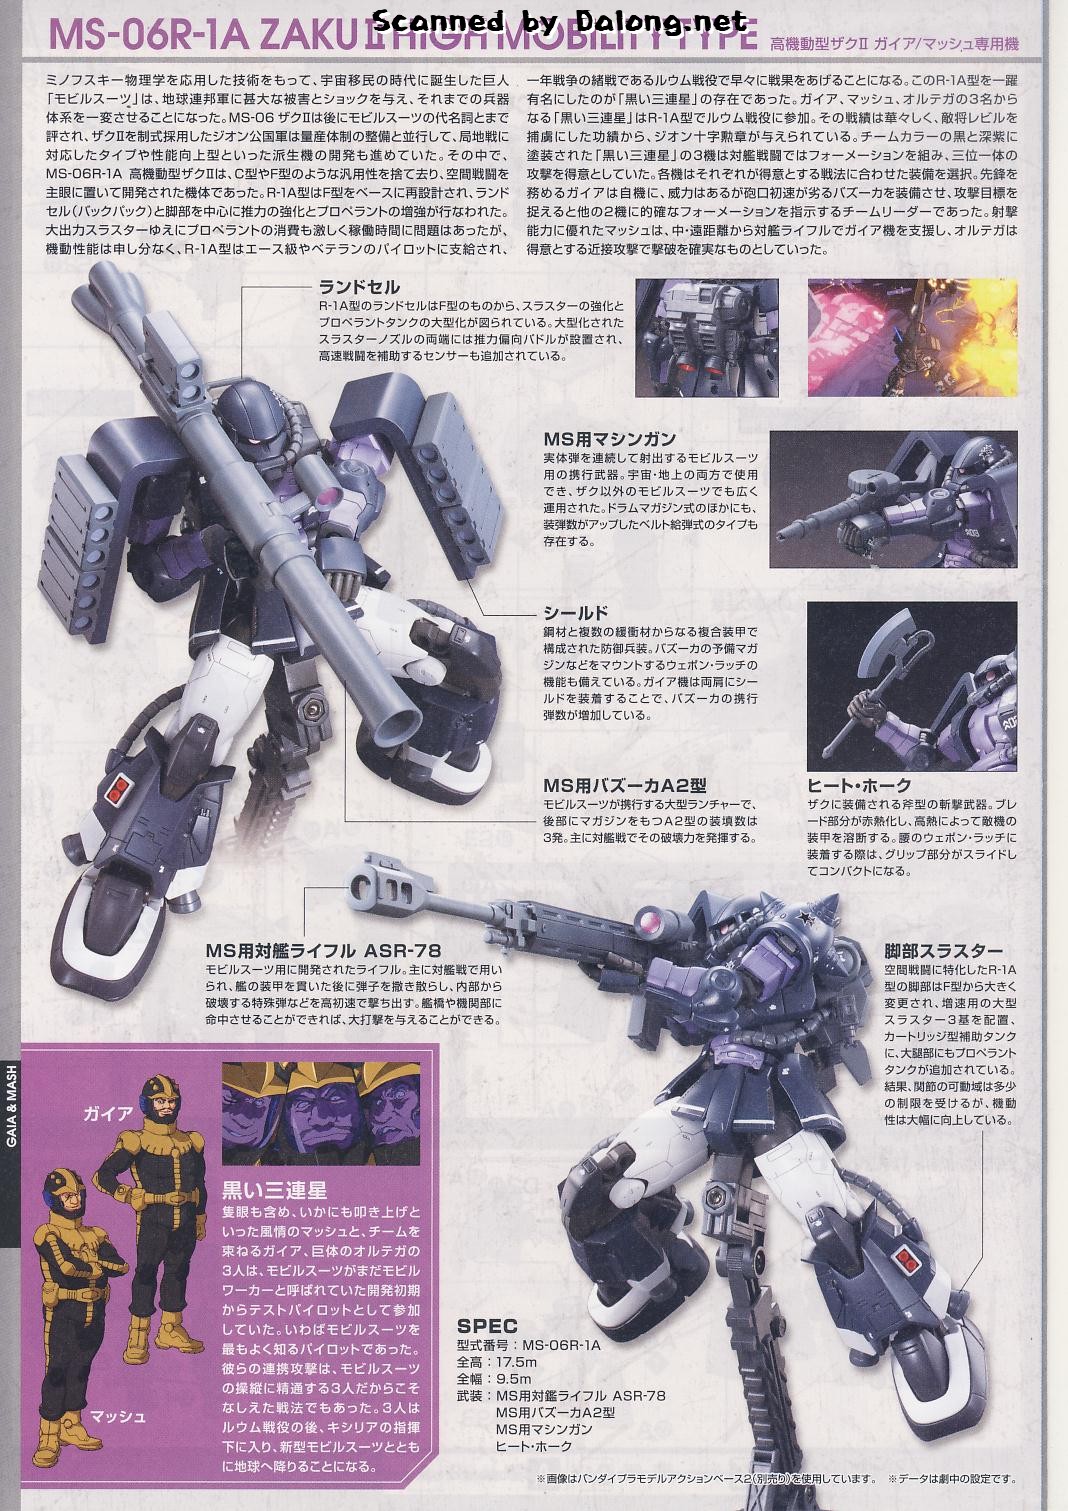 Scanned by Dalong.net
MS-06R-1A ZAKU II HIGH MOBILITY TYPE
高機動型ザクⅡ ガイア/マッシュ専用機
ミノフスキー物理学を応用した技術をもって、宇宙移民の時代に誕生した巨人
「モビルスーツ」は、地球連邦軍に甚大な被害とショックを与え、それまでの兵器
体系を一変させることになった。MS-06 ザクⅡは後にモビルスーツの代名詞とまで
評され、ザクⅡを制式採用したジオン公国軍は量産体制の整備と並行して、局地戦に
対応したタイプや性能向上型といった派生機の開発も進めていた。その中で、
MS-06R-1A 高機動型ザクⅡは、C型やF型のような汎用性を捨て去り、空間戦闘を
主眼に置いて開発された機体であった。R-1A型はF型をベースに再設計され、ランド
セル(バックパック)と脚部を中心に推力の強化とプロペラントの増強が行なわれた。
大出力スラスターゆえにプロペラントの消費も激しく稼働時間に問題はあったが、
機動性能は申し分なく、R-1A型はエース級やベテランのパイロットに支給され、
一年戦争の緒戦であるルウム戦役で早々に戦果をあげることになる。このR-1A型を一躍
有名にしたのが「黒い三連星」の存在であった。ガイア、マッシュ、オルテガの3名から
なる「黒い三連星」はR-1A型でルウム戦役に参加。その戦績は華々しく、敵将レビルを
捕虜にした功績から、ジオン十字勲章が与えられている。チームカラーの黒と深紫に
塗装された「黒い三連星」の3機は対艦戦闘ではフォーメーションを組み、三位一体の
攻撃を得意としていた。各機はそれぞれが得意とする戦法に合わせた装備を選択。先鋒を
務めるガイアは自機に、威力はあるが砲口初速が劣るバズーカを装備させ、攻撃目標を
捉えると他の2機に的確なフォーメーションを指示するチームリーダーであった。射撃
能力に優れたマッシュは、中・遠距離から対艦ライフルでガイア機を支援し、オルテガは
得意とする近接攻撃で撃破を確実なものとしていった。
ランドセル
R-1A型のランドセルはF型のものから、スラスターの強化と
プロペラントタンクの大型化が図られている。大型化された
スラスターノズルの両端には推力偏向パドルが設置され、
高速戦闘を補助するセンサーも追加されている。
MS用マシンガン
実体弾を連続して射出するモビルスーツ
用の携行武器。宇宙・地上の両方で使用
でき、ザク以外のモビルスーツでも広く
運用された。ドラムマガジン式のほかにも、
装弾数がアップしたベルト給弾式のタイプも
存在する。
シールド
鋼材と複数の緩衝材からなる複合装甲で
構成された防御兵装。バズーカの予備マガ
ジンなどをマウントするウェポン・ラッチの
機能も備えている。ガイア機は両肩にシー
ルドを装着することで、バズーカの携行
弾数が増加している。
MS用バズーカA2型
モビルスーツが携行する大型ランチャーで、
後部にマガジンをもつA2型の装填数は
3発。主に対艦戦でその破壊力を発揮する。
ヒート・ホーク
ザクに装備される斧型の斬撃武器。ブレ
ード部分が赤熱化し、高熱によって敵機の
装甲を溶断する。腰のウェポン・ラッチに
装着する際は、グリップ部分がスライドし
てコンパクトになる。
MS用対艦ライフル ASR-78
モビルスーツ用に開発されたライフル。主に対艦戦で用い
られ、艦の装甲を貫いた後に弾子を撒き散らし、内部から
破壊する特殊弾などを高初速で撃ち出す。艦橋や機関部に
命中させることができれば、大打撃を与えることができる。
脚部スラスター
空間戦闘に特化したR-1A
型の脚部はF型から大きく
変更され、増速用の大型
スラスター3基を配置、
カートリッジ型補助タンク
に、大腿部にもプロペラント
タンクが追加されている。
結果、関節の可動域は多少
の制限を受けるが、機動
性は大幅に向上している。
GAIA & MASH
ガイア
マッシュ
黒い三連星
隻眼も含め、いかにも叩き上げと
いった風情のマッシュと、チームを
束ねるガイア、巨体のオルテガの
3人は、モビルスーツがまだモビル
ワーカーと呼ばれていた開発初期
からテストパイロットとして参加
していた。いわばモビルスーツを
最もよく知るパイロットであった。
彼らの連携攻撃は、モビルスーツ
の操縦に精通する3人だからこそ
なしえた戦法でもあった。3人は
ルウム戦役の後、キシリアの指揮
下に入り、新型モビルスーツととも
に地球へ降りることになる。
SPEC
型式番号：MS-06R-1A
全高：17.5m
全幅：9.5m
武装：MS用対鑑ライフル ASR-78
MS用バズーカA2型
MS用マシンガン
ヒート・ホーク
※画像はバンダイプラモデルアクションベース2(別売り)を使用しています。 ※データは劇中の設定です。